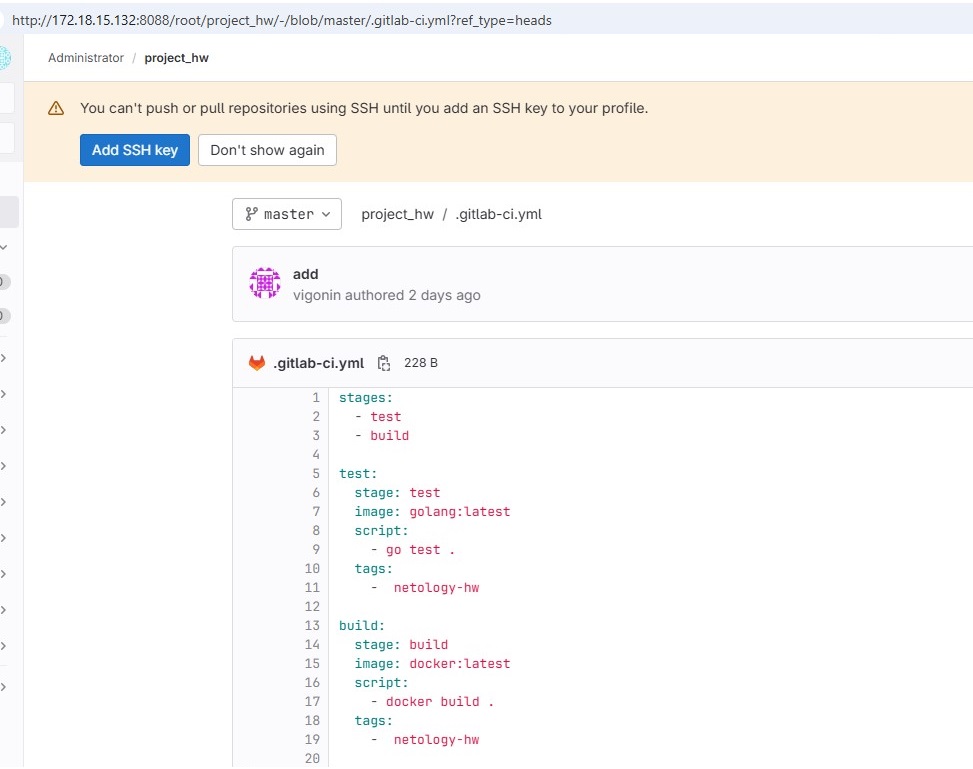 http://172.18.15.132:8088/root/project_hw/-/blob/master/.gitlab-ci.yml?ref_type=heads
Administrator / project_hw
You can't push or pull repositories using SSH until you add an SSH key to your profile.
Add SSH key Don't show again
master project_hw / .gitlab-ci.yml
add
vigonin authored 2 days ago
.gitlab-ci.yml 228 B
1 stages:
2   - test
3   - build
4
5 test:
6   stage: test
7   image: golang:latest
8   script:
9     - go test .
10   tags:
11     -  netology-hw
12
13 build:
14   stage: build
15   image: docker:latest
16   script:
17     - docker build .
18   tags:
19     -  netology-hw
20